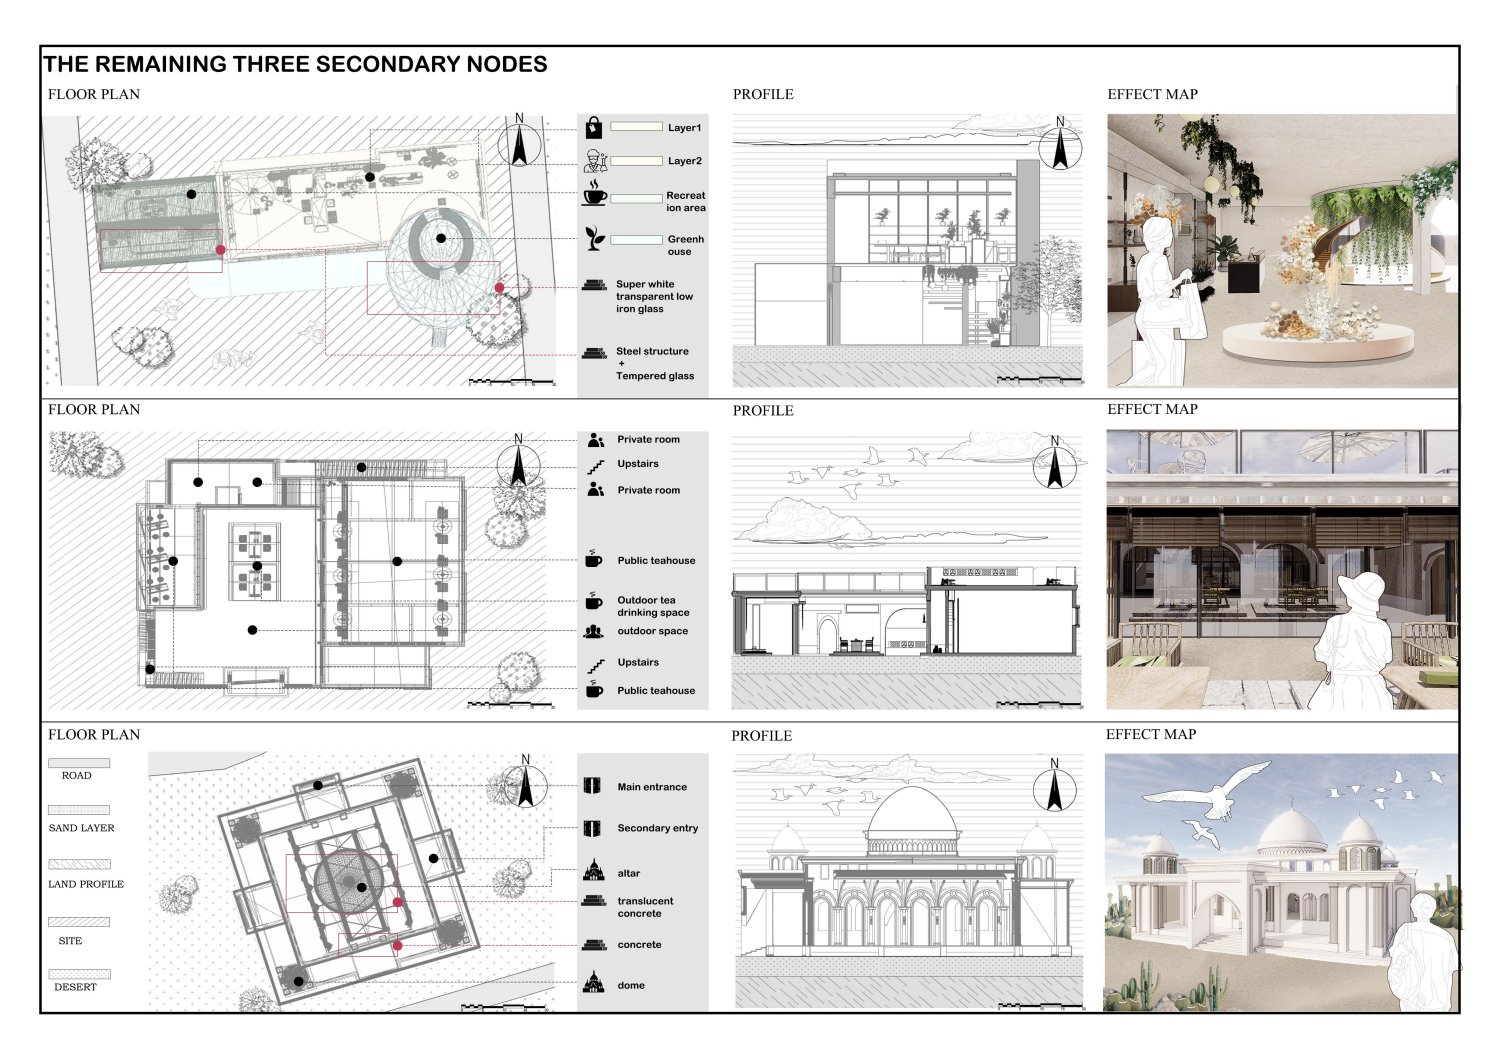 THE REMAINING THREE SECONDARY NODES
FLOOR PLAN
PROFILE
EFFECT MAP
N
N
Layer1
Layer2
Recreat
ion area
Greenh
ouse
Super white
transparent low
iron glass
Steel structure
+
Tempered glass
FLOOR PLAN
PROFILE
EFFECT MAP
N
N
Private room
Upstairs
Private room
Public teahouse
Outdoor tea
drinking space
outdoor space
Upstairs
Public teahouse
FLOOR PLAN
PROFILE
EFFECT MAP
ROAD
SAND LAYER
LAND PROFILE
SITE
DESERT
N
N
Main entrance
Secondary entry
altar
translucent
concrete
concrete
dome